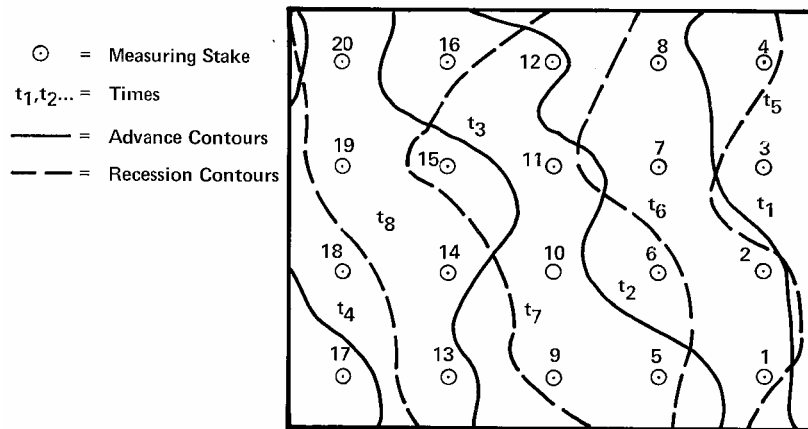 ⊙ = Measuring Stake
t1,t2... = Times
= Advance Contours
= Recession Contours
20 16 12 8 4
t5
t3
19 15 11 7 3
t8 t6 t1
18 14 10 6 2
t4 t7 t2
17 13 9 5 1